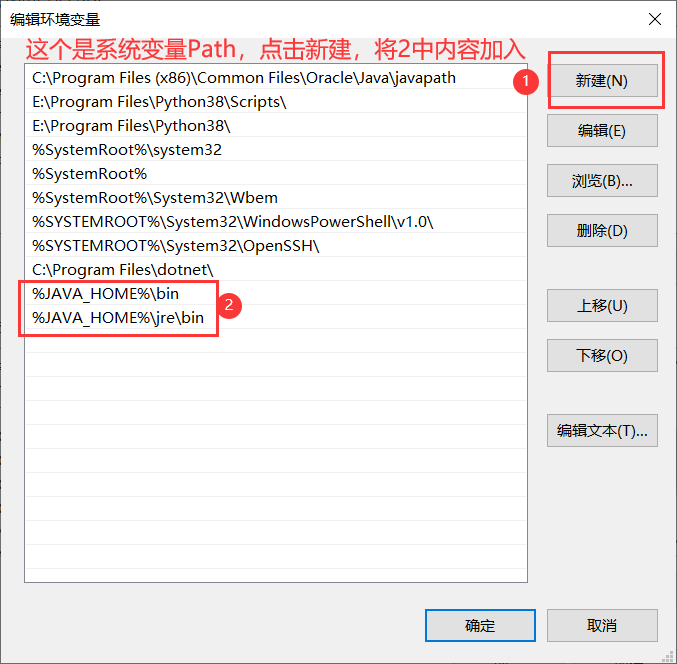 编辑环境变量
这个是系统变量Path，点击新建，将2中内容加入
C:\Program Files (x86)\Common Files\Oracle\Java\javapath
1
新建(N)
E:\Program Files\Python38\Scripts\
E:\Program Files\Python38\
编辑(E)
%SystemRoot%\system32
%SystemRoot%
浏览(B)...
%SystemRoot%\System32\Wbem
%SYSTEMROOT%\System32\WindowsPowerShell\v1.0\
删除(D)
%SYSTEMROOT%\System32\OpenSSH\
C:\Program Files\dotnet\
%JAVA_HOME%\bin
2
上移(U)
%JAVA_HOME%\jre\bin
下移(O)
编辑文本(T)...
确定
取消